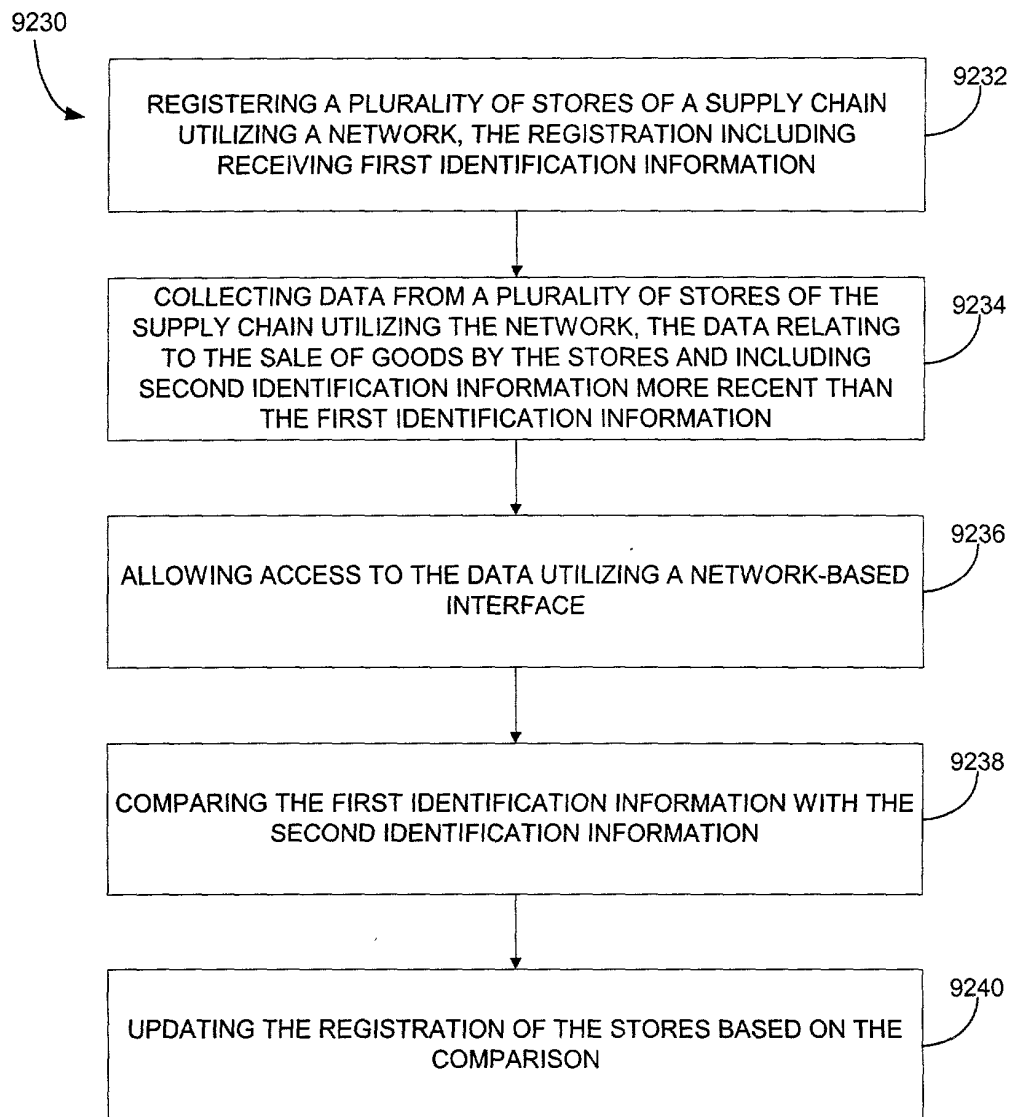 9230
9232
REGISTERING A PLURALITY OF STORES OF A SUPPLY CHAIN
UTILIZING A NETWORK, THE REGISTRATION INCLUDING
RECEIVING FIRST IDENTIFICATION INFORMATION
9234
COLLECTING DATA FROM A PLURALITY OF STORES OF THE
SUPPLY CHAIN UTILIZING THE NETWORK, THE DATA RELATING
TO THE SALE OF GOODS BY THE STORES AND INCLUDING
SECOND IDENTIFICATION INFORMATION MORE RECENT THAN
THE FIRST IDENTIFICATION INFORMATION
9236
ALLOWING ACCESS TO THE DATA UTILIZING A NETWORK-BASED
INTERFACE
9238
COMPARING THE FIRST IDENTIFICATION INFORMATION WITH THE
SECOND IDENTIFICATION INFORMATION
9240
UPDATING THE REGISTRATION OF THE STORES BASED ON THE
COMPARISON